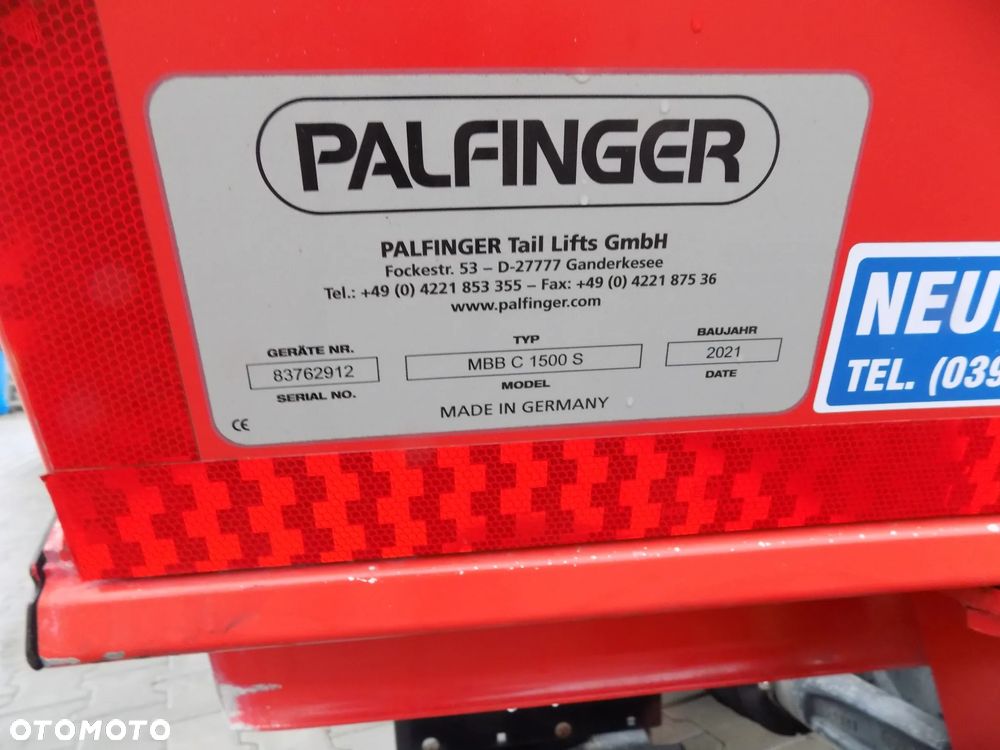 PALFINGER
PALFINGER Tail Lifts GmbH
Fockestr. 53 – D-27777 Ganderkesee
Tel.: +49 (0) 4221 853 355 – Fax: +49 (0) 4221 875 36
www.palfinger.com
GERÄTE NR. TYP BAUJAHR
83762912 MBB C 1500 S 2021
SERIAL NO. MODEL DATE
CE MADE IN GERMANY
TEL. (039
OTOMOTO